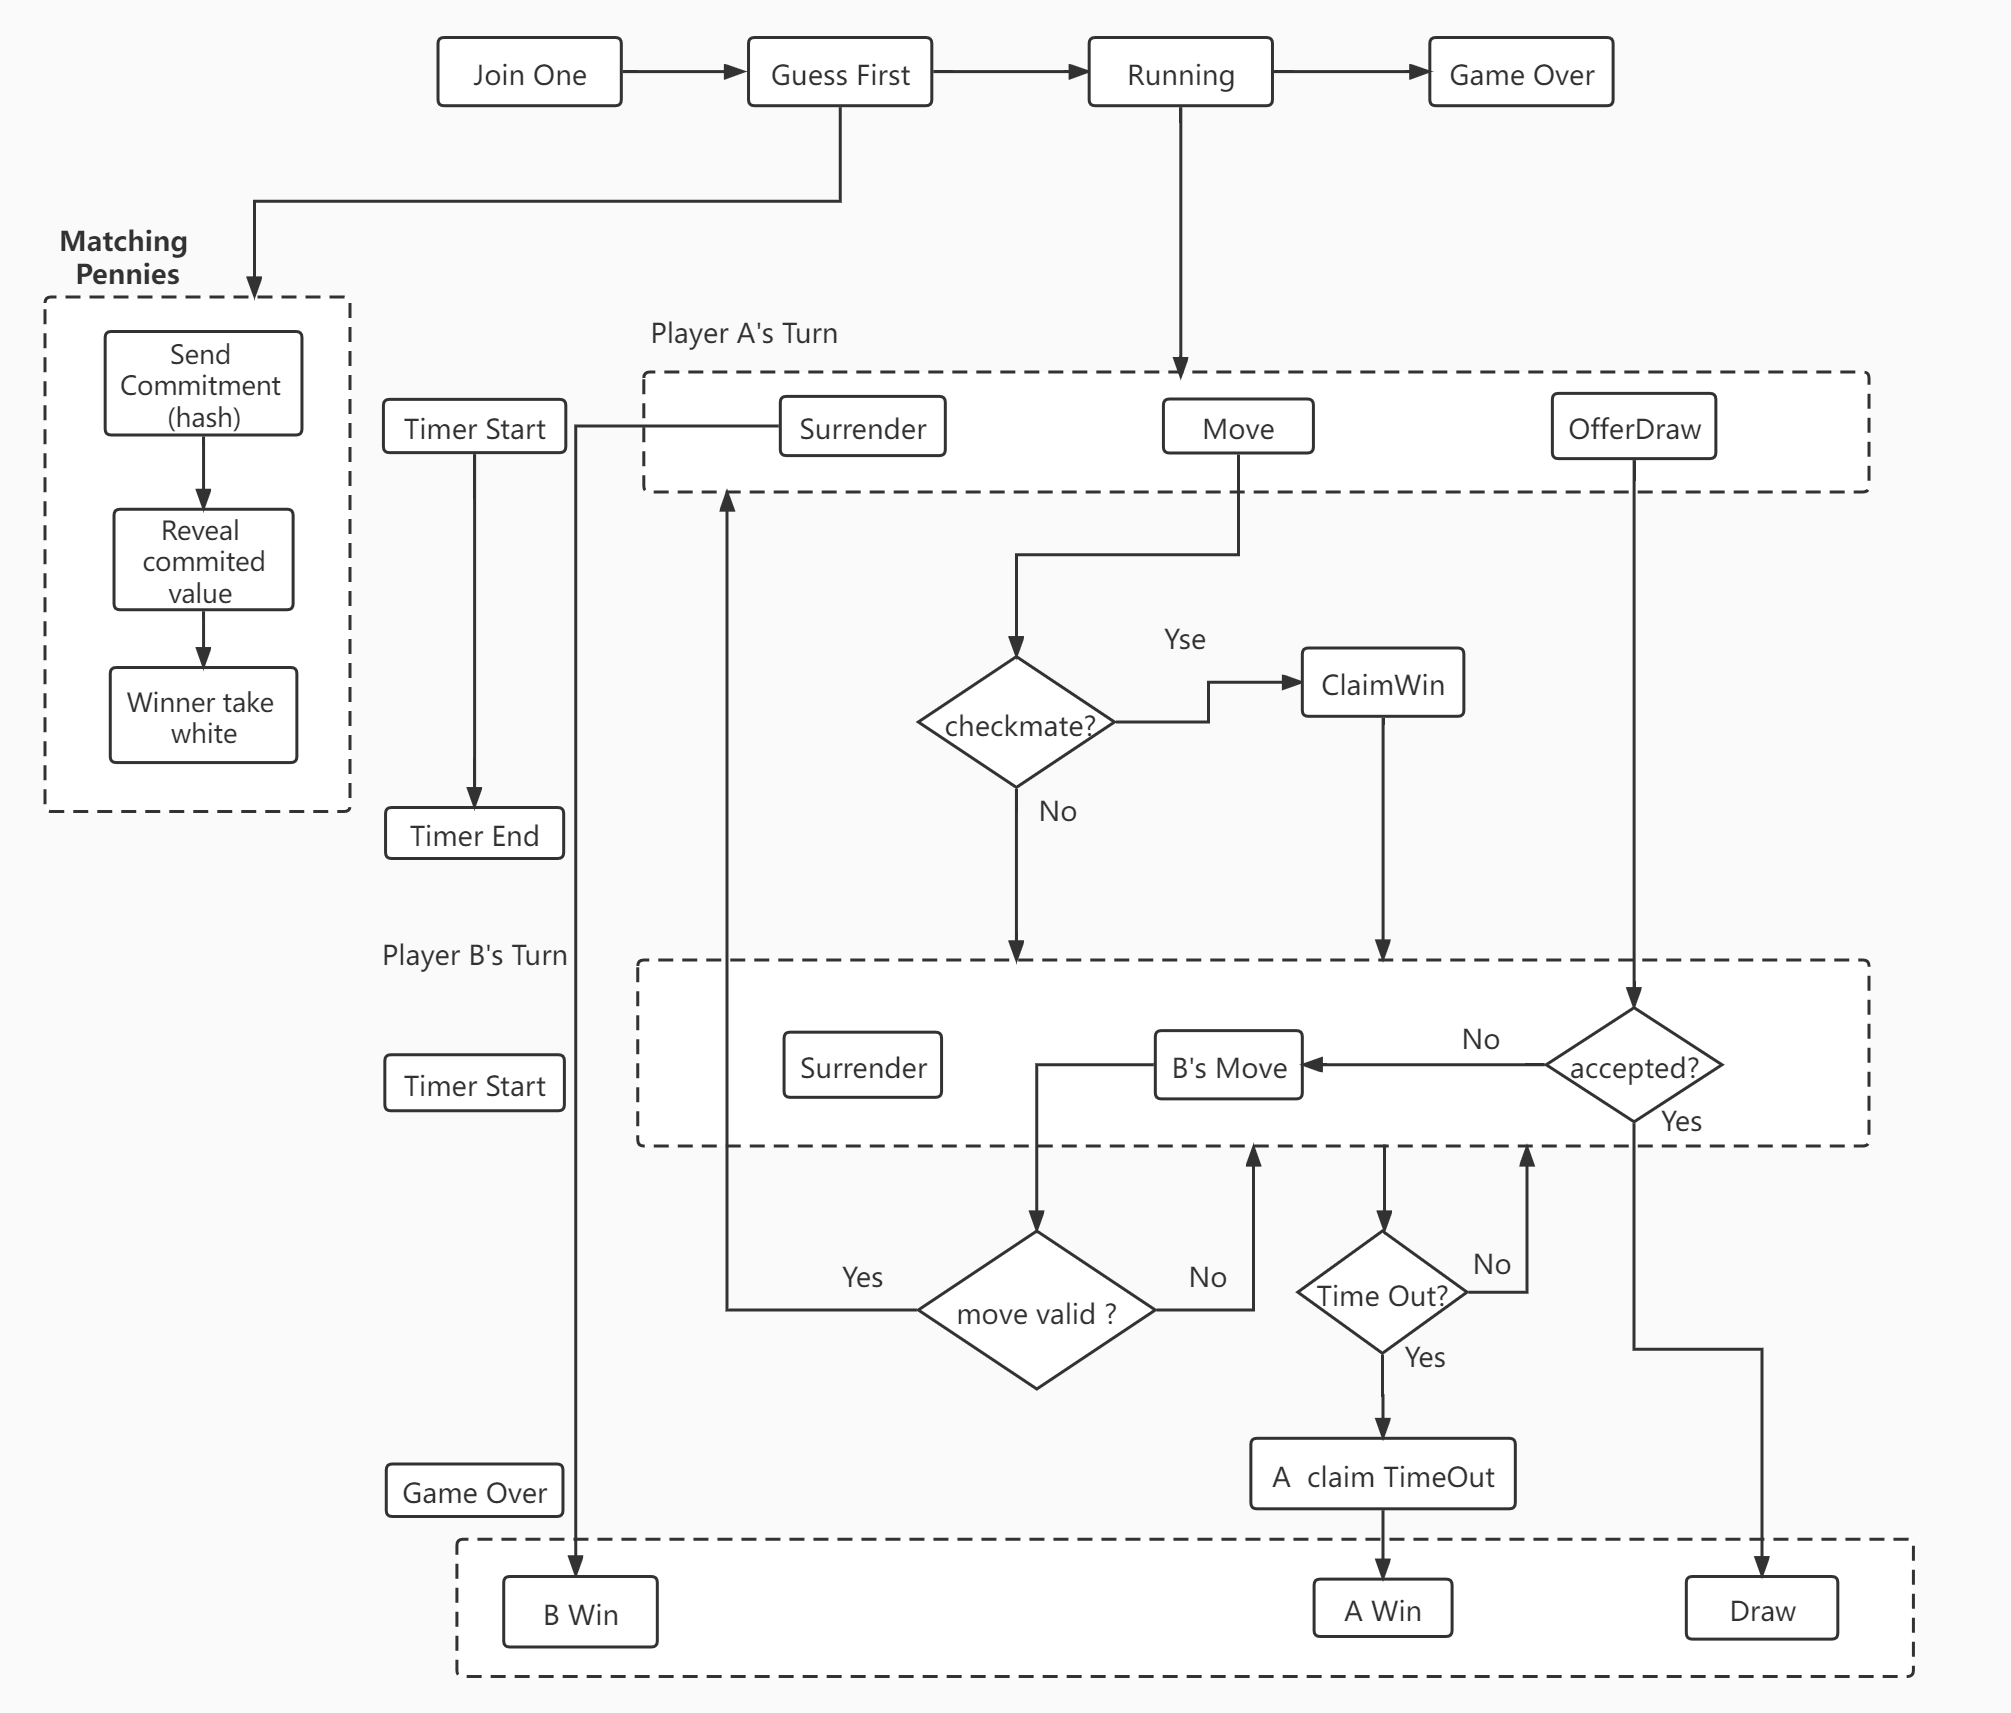 Join One
Guess First
Running
Game Over
Matching
Pennies
Send
Commitment
(hash)
Reveal
commited
value
Winner take
white
Player A's Turn
Timer Start
Surrender
Move
OfferDraw
Yse
ClaimWin
checkmate?
No
Timer End
Player B's Turn
Timer Start
Surrender
B's Move
No
accepted?
Yes
Yes
move valid ?
No
Time Out?
No
Yes
A  claim TimeOut
Game Over
B Win
A Win
Draw